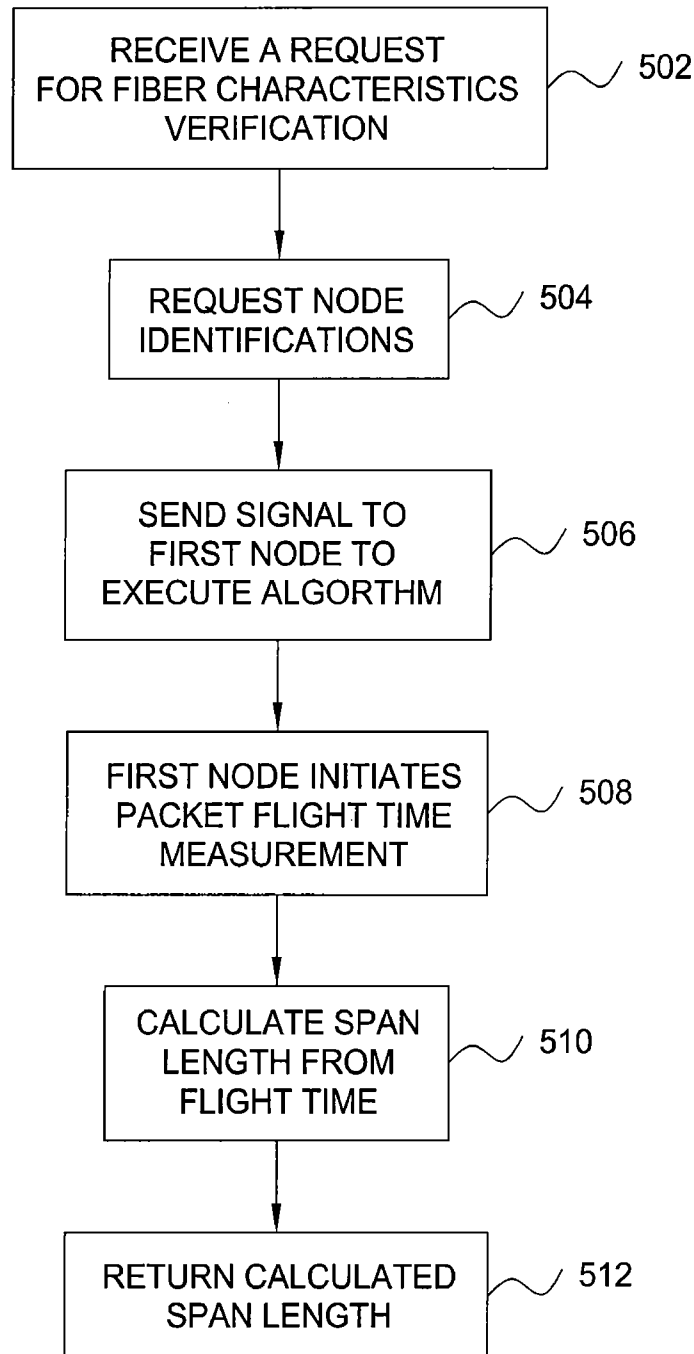 RECEIVE A REQUEST
FOR FIBER CHARACTERISTICS
VERIFICATION
502
REQUEST NODE
IDENTIFICATIONS
504
SEND SIGNAL TO
FIRST NODE TO
EXECUTE ALGORTHM
506
FIRST NODE INITIATES
PACKET FLIGHT TIME
MEASUREMENT
508
CALCULATE SPAN
LENGTH FROM
FLIGHT TIME
510
RETURN CALCULATED
SPAN LENGTH
512